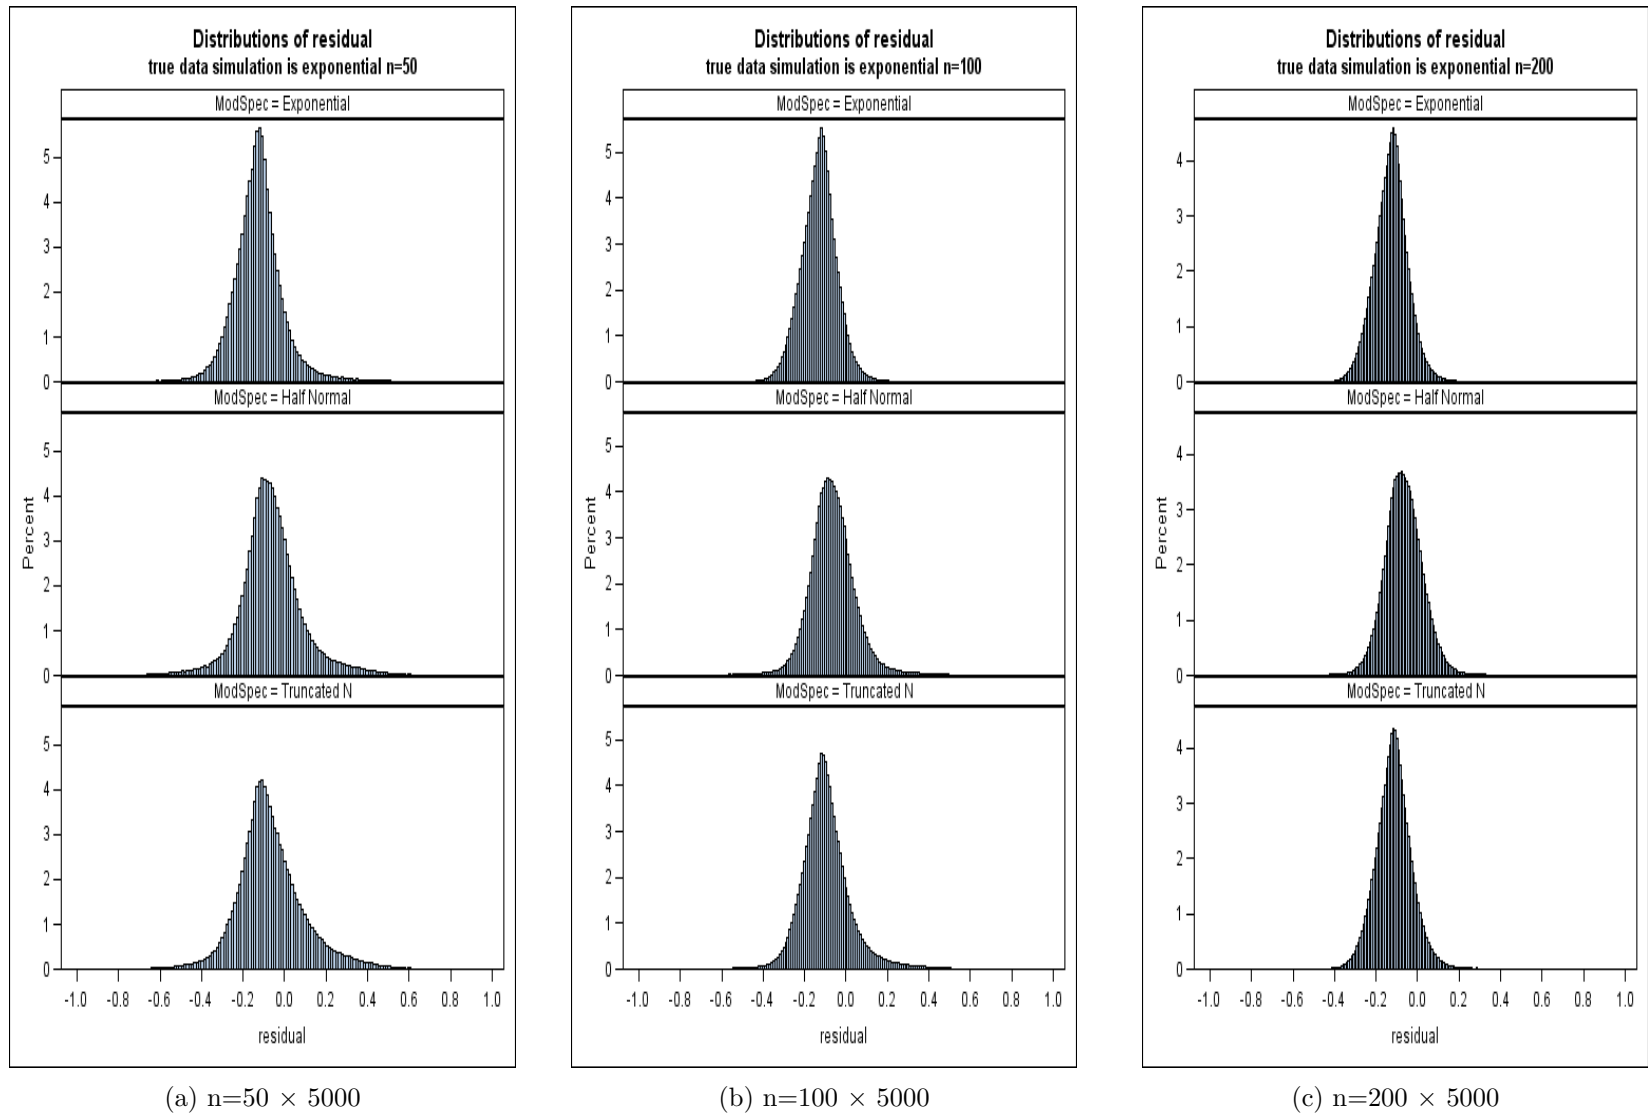 Distributions of residual
true data simulation is exponential n=50
ModSpec = Exponential
5
4
3
2
1
0
ModSpec = Half Normal
5
4
3
2
1
0
Percent
ModSpec = Truncated N
5
4
3
2
1
0
-1.0 -0.8 -0.6 -0.4 -0.2 0.0 0.2 0.4 0.6 0.8 1.0
residual
(a) n=50 × 5000
Distributions of residual
true data simulation is exponential n=100
ModSpec = Exponential
5
4
3
2
1
0
ModSpec = Half Normal
5
4
3
2
1
0
Percent
ModSpec = Truncated N
5
4
3
2
1
0
-1.0 -0.8 -0.6 -0.4 -0.2 0.0 0.2 0.4 0.6 0.8 1.0
residual
(b) n=100 × 5000
Distributions of residual
true data simulation is exponential n=200
ModSpec = Exponential
4
3
2
1
0
ModSpec = Half Normal
4
3
2
1
0
Percent
ModSpec = Truncated N
4
3
2
1
0
-1.0 -0.8 -0.6 -0.4 -0.2 0.0 0.2 0.4 0.6 0.8 1.0
residual
(c) n=200 × 5000